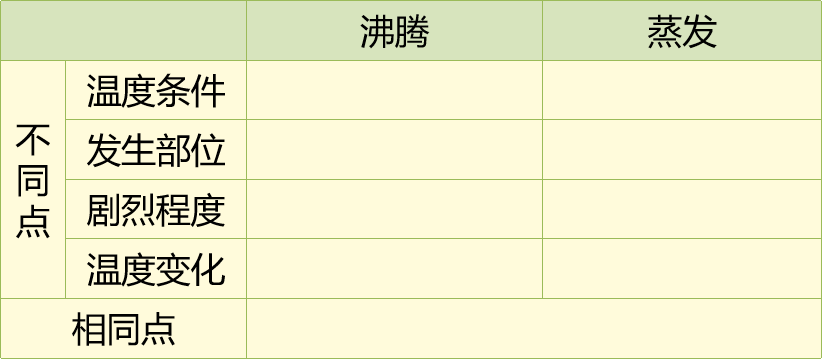 沸腾 蒸发
不同点
温度条件
发生部位
剧烈程度
温度变化
相同点